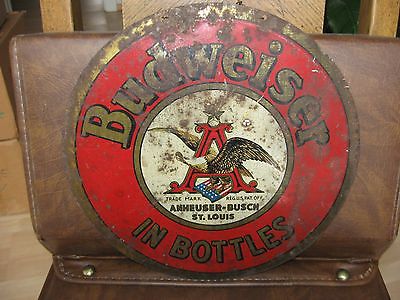 Budweiser
A
TRADE MARK REG.U.S.PAT.OFF.
ANHEUSER-BUSCH
ST. LOUIS
IN BOTTLES